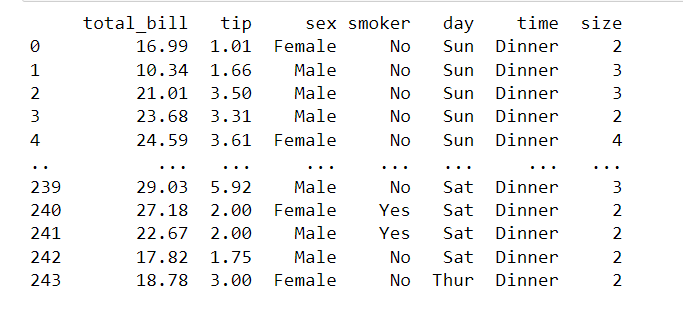 total_bill tip sex smoker day time size
0 16.99 1.01 Female No Sun Dinner 2
1 10.34 1.66 Male No Sun Dinner 3
2 21.01 3.50 Male No Sun Dinner 3
3 23.68 3.31 Male No Sun Dinner 2
4 24.59 3.61 Female No Sun Dinner 4
.. ... ... ... ... ... ... ...
239 29.03 5.92 Male No Sat Dinner 3
240 27.18 2.00 Female Yes Sat Dinner 2
241 22.67 2.00 Male Yes Sat Dinner 2
242 17.82 1.75 Male No Sat Dinner 2
243 18.78 3.00 Female No Thur Dinner 2